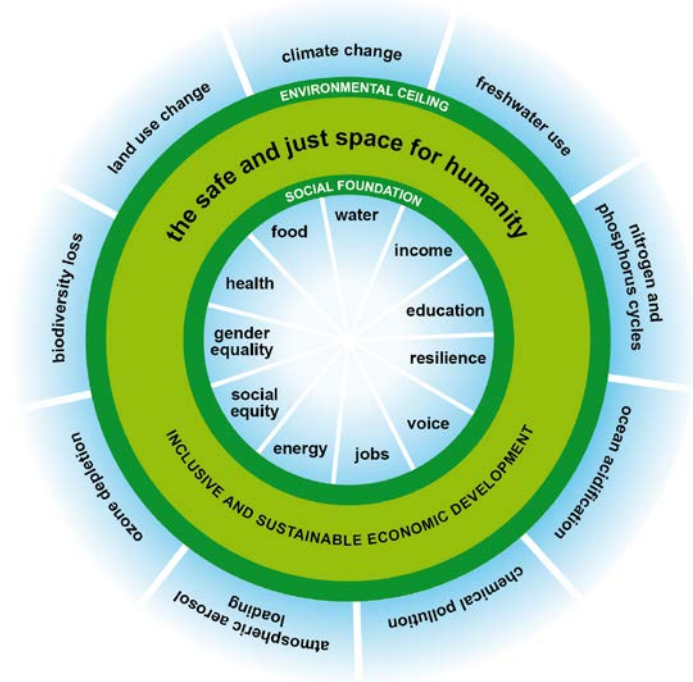 climate change
freshwater use
nitrogen and
phosphorus cycles
ocean acidification
chemical pollution
atmospheric aerosol
loading
ozone depletion
biodiversity loss
land use change
ENVIRONMENTAL CEILING
the safe and just space for humanity
SOCIAL FOUNDATION
water
income
education
resilience
voice
jobs
energy
social
equity
gender
equality
health
food
INCLUSIVE AND SUSTAINABLE ECONOMIC DEVELOPMENT